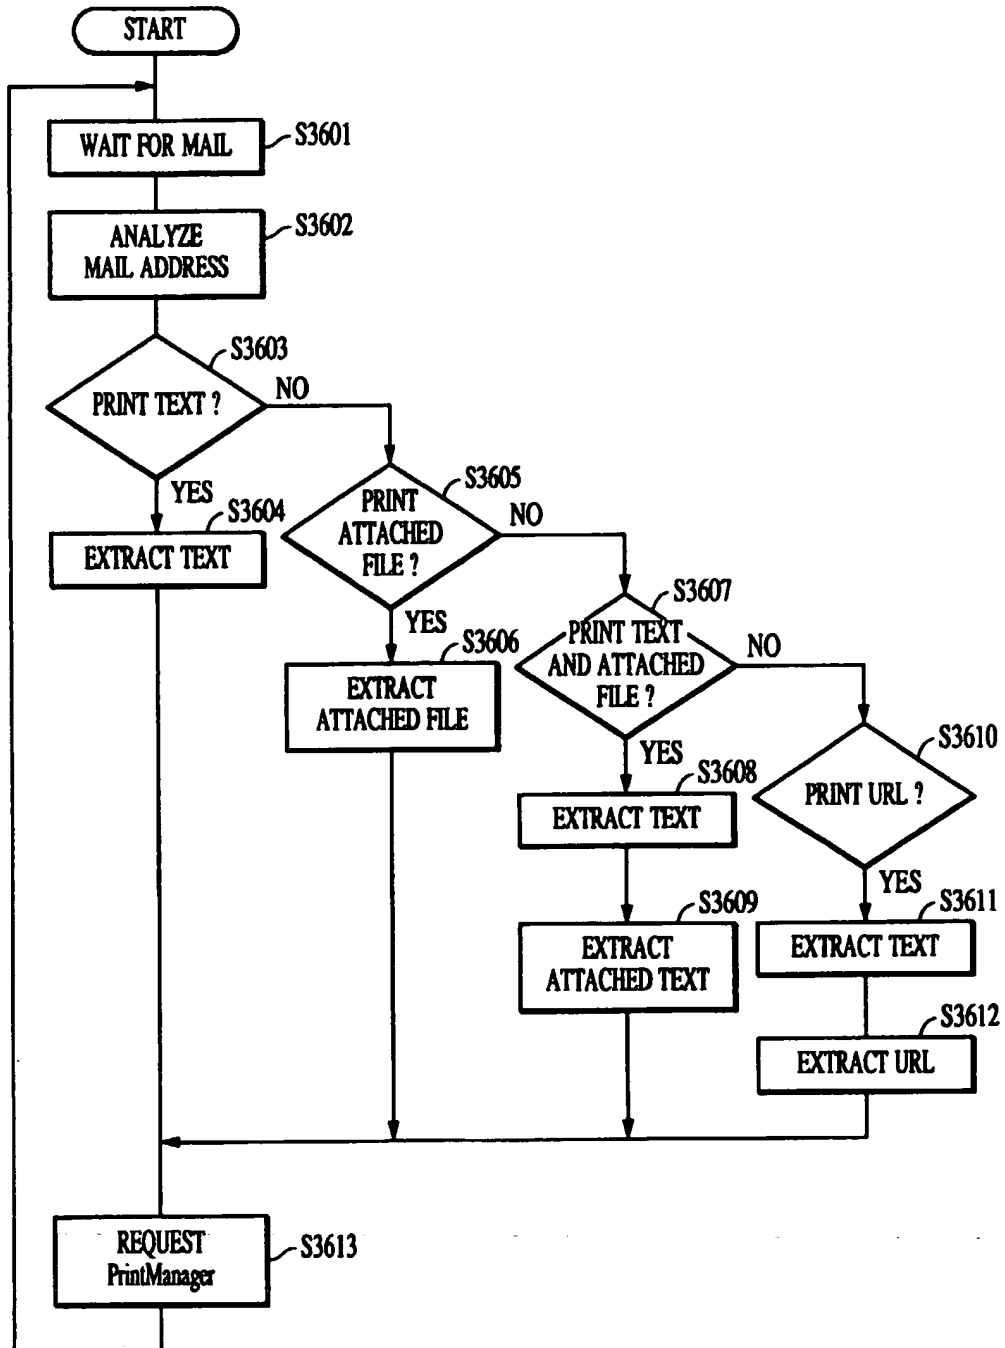 START
WAIT FOR MAIL
S3601
ANALYZE
MAIL ADDRESS
S3602
PRINT TEXT ?
S3603
NO
YES
EXTRACT TEXT
S3604
PRINT
ATTACHED
FILE ?
S3605
NO
YES
EXTRACT
ATTACHED FILE
S3606
PRINT TEXT
AND ATTACHED
FILE ?
S3607
NO
YES
EXTRACT TEXT
S3608
EXTRACT
ATTACHED TEXT
S3609
PRINT URL ?
S3610
YES
EXTRACT TEXT
S3611
EXTRACT URL
S3612
REQUEST
PrintManager
S3613